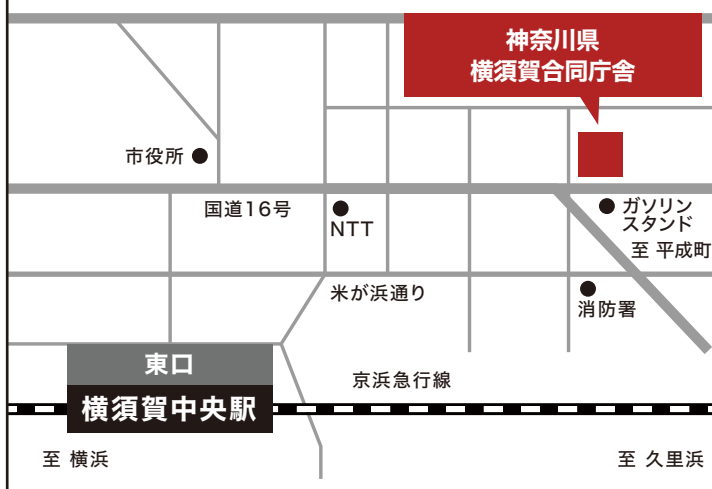 神奈川県
横須賀合同庁舎
市役所
国道16号
NTT
ガソリン
スタンド
至 平成町
米が浜通り
消防署
東口
京浜急行線
横須賀中央駅
至 横浜
至 久里浜